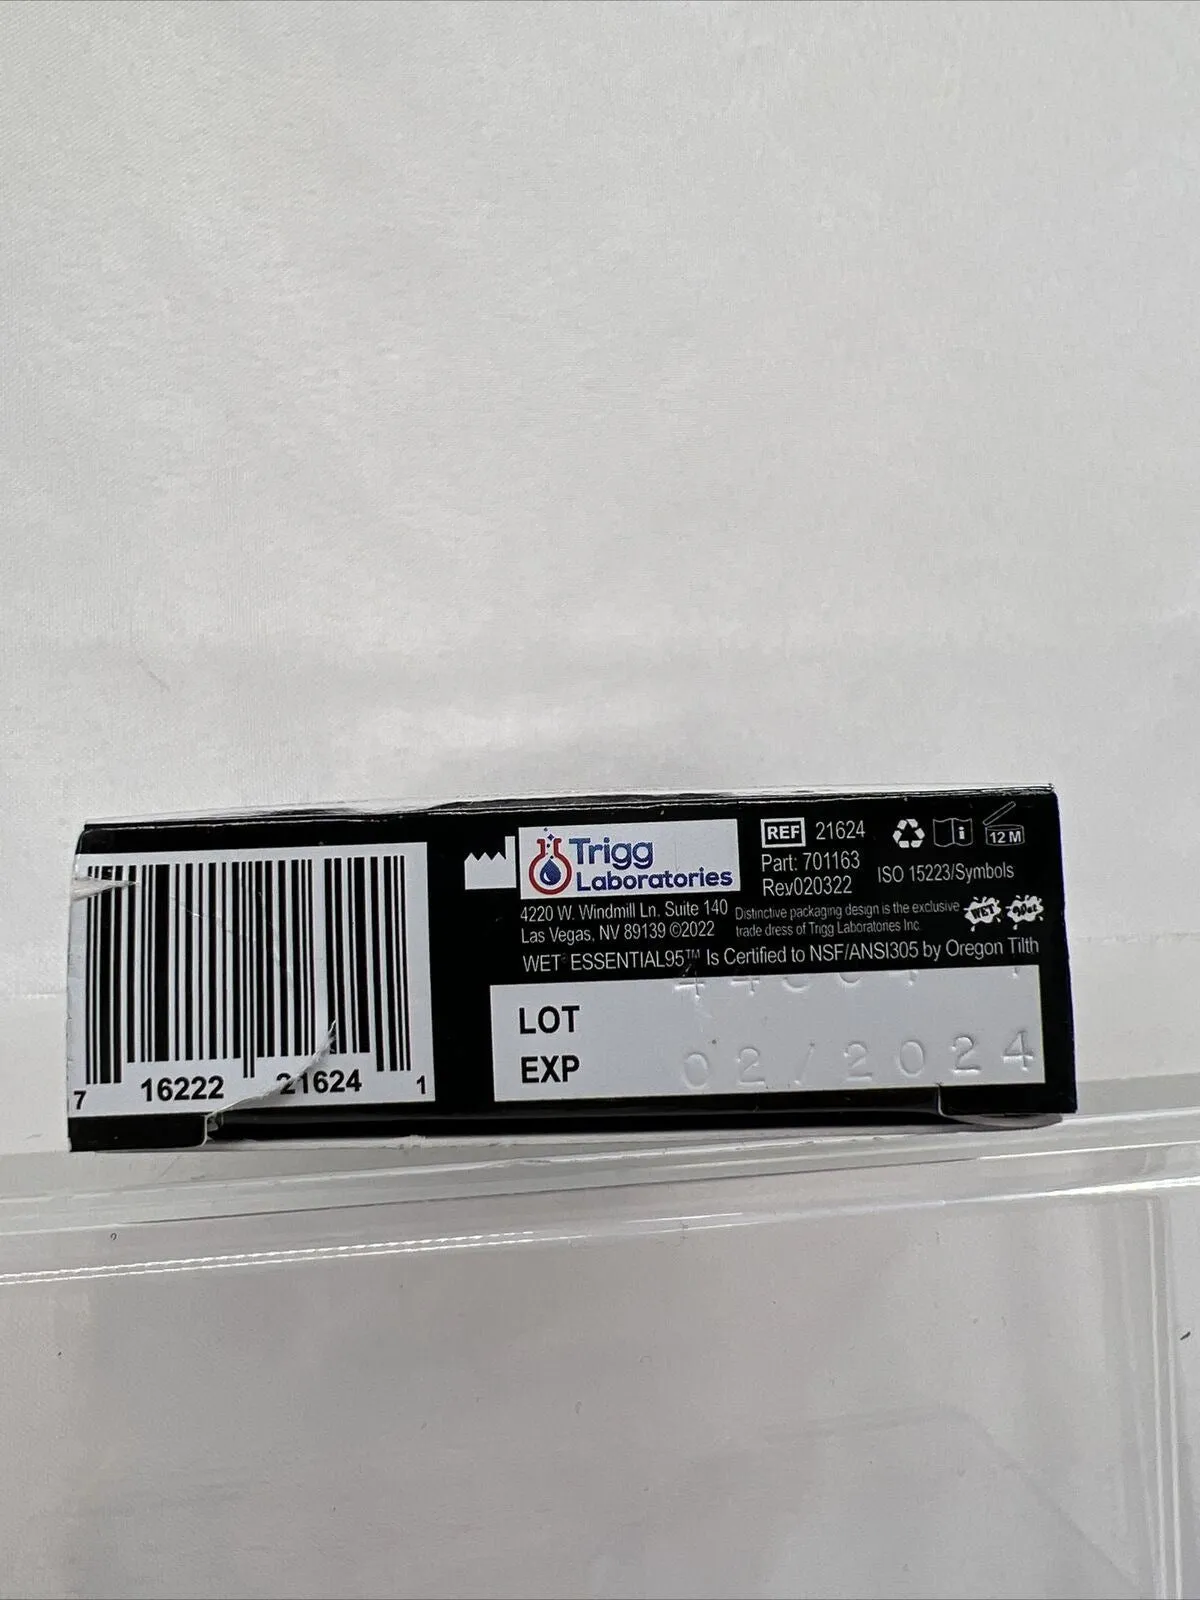 Trigg
Laboratories
4220 W. Windmill Ln. Suite 140
Las Vegas, NV 89139 ©2022
REF 21624
Part: 701163
Rev020322
12 M
ISO 15223/Symbols
Distinctive packaging design is the exclusive WET wet
trade dress of Trigg Laboratories Inc.
WET ESSENTIAL95™ Is Certified to NSF/ANSI305 by Oregon Tilth
LOT
EXP 02/2024
7 16222 21624 1